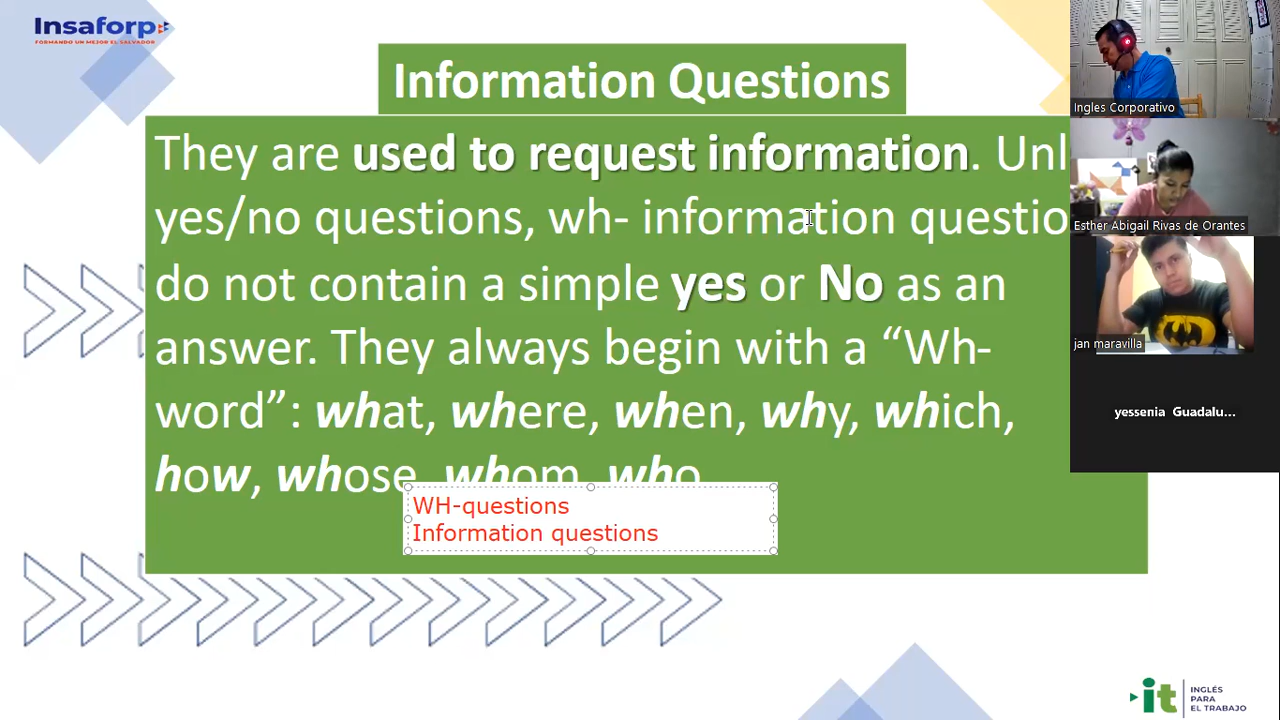 Insaforp
FORMANDO UN MEJOR EL SALVADOR
Information Questions
They are used to request information. Unl
yes/no questions, wh- information questio
do not contain a simple yes or No as an
answer. They always begin with a “Wh-
word”: what, where, when, why, which,
how, whose, whom, who
WH-questions
Information questions
Ingles Corporativo
Esther Abigail Rivas de Orantes
jan maravilla
yessenia Guadalu...
it
INGLÉS
PARA
EL TRABAJO